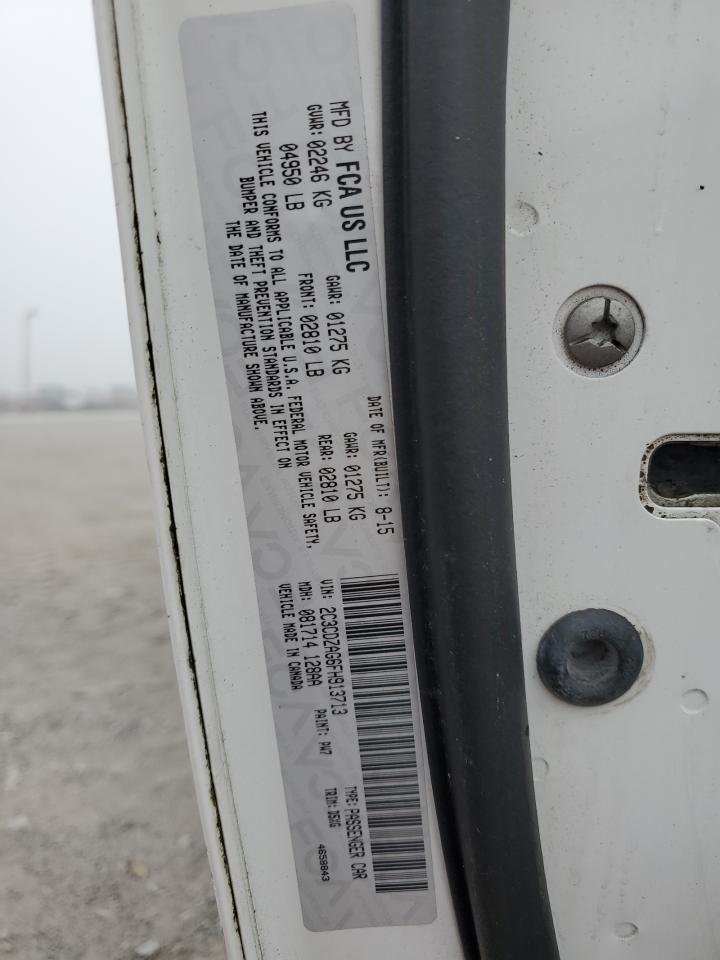 MFD BY FCA US LLC
DATE OF MFR(BUILT): 8-15
GVWR: 02246 KG
04950 LB
GAWR: 01275 KG
FRONT: 02810 LB
GAWR: 01275 KG
REAR: 02810 LB
THIS VEHICLE CONFORMS TO ALL APPLICABLE U.S.A. FEDERAL MOTOR VEHICLE SAFETY,
BUMPER AND THEFT PREVENTION STANDARDS IN EFFECT ON
THE DATE OF MANUFACTURE SHOWN ABOVE.
VIN: 2C3CDZAG6FH913713
TYPE: PASSENGER CAR
MDH: 081714 128AA
PAINT: PW7
TRIM: D5XG
VEHICLE MADE IN CANADA
4658843